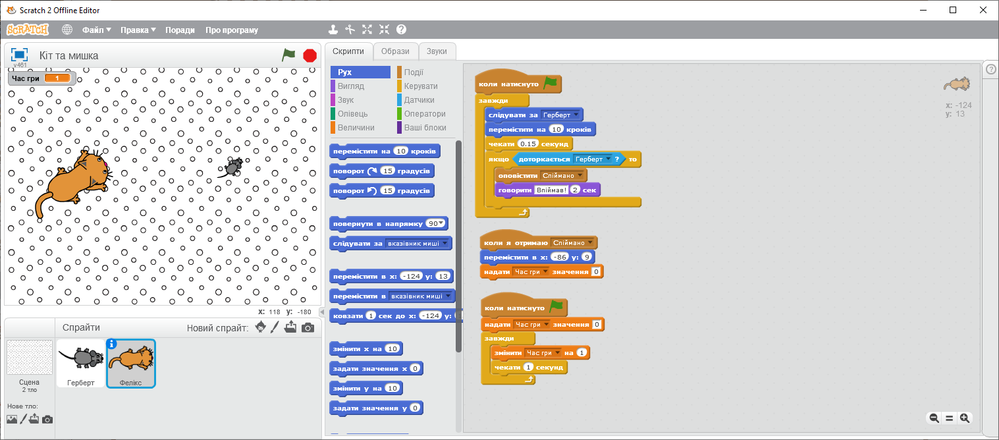 Scratch 2 Offline Editor
SCRATCH Файл Правка Поради Про програму
v461
Кіт та мишка
Час гри 1
x: 118 y: -180
Спрайти Новий спрайт:
Сцена
2 тло
Нове тло:
Герберт
Фелікс
Скрипти Образи Звуки
Рух Події
Вигляд Керувати
Звук Датчики
Олівець Оператори
Величини Ваші блоки
перемістити на 10 кроків
поворот 15 градусів
поворот 15 градусів
повернути в напрямку 90
слідувати за вказівник миші
перемістити в x: -124 y: 13
перемістити в вказівник миші
ковзати 1 сек до x: -124 y:
змінити x на 10
задати значення x 0
змінити y на 10
задати значення y 0
коли натиснуто
завжди
слідувати за Герберт
перемістити на 10 кроків
чекати 0.15 секунд
якщо доторкається Герберт ? то
оповістити Спіймано
говорити Впіймав! 2 сек
коли я отримаю Спіймано
перемістити в x: -86 y: 9
надати Час гри значення 0
коли натиснуто
надати Час гри значення 0
завжди
змінити Час гри на 1
чекати 1 секунд
x: -124
y: 13